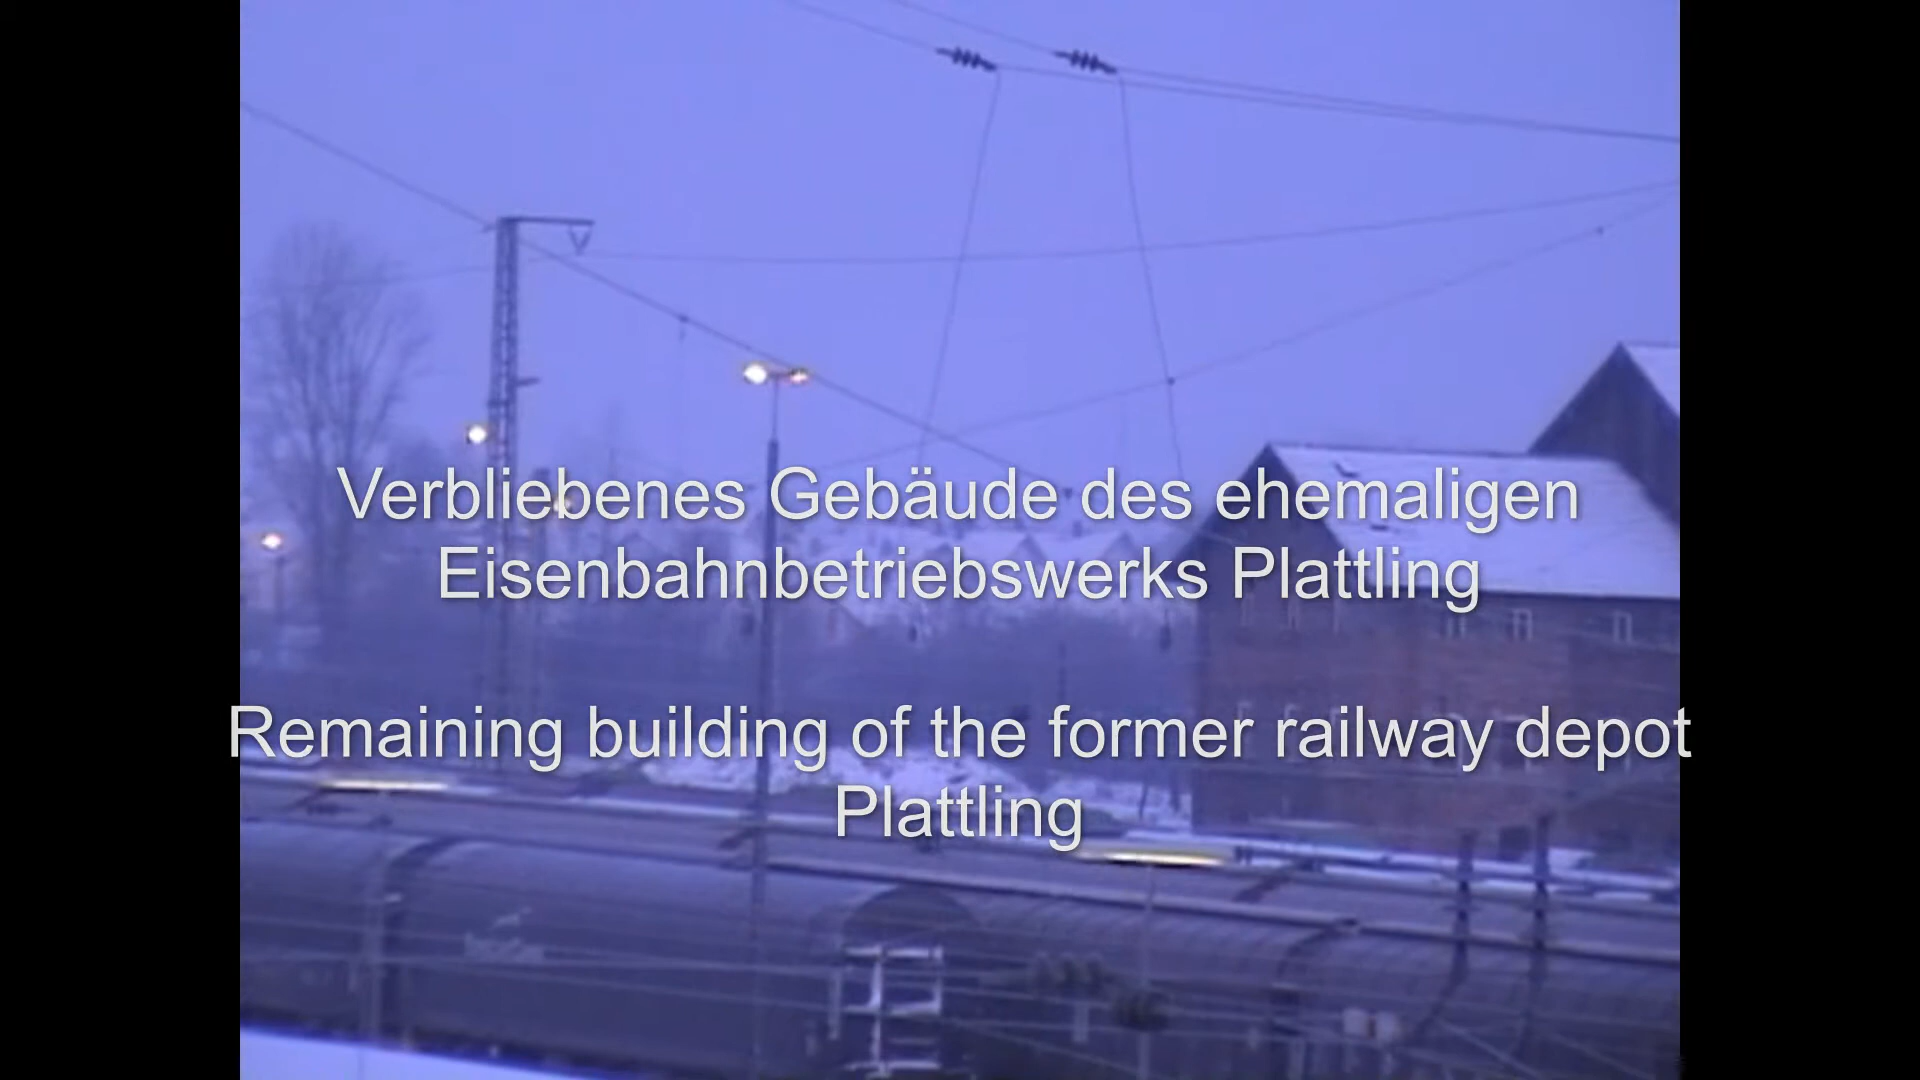 Verbliebenes Gebäude des ehemaligen
Eisenbahnbetriebswerks Plattling
Remaining building of the former railway depot
Plattling